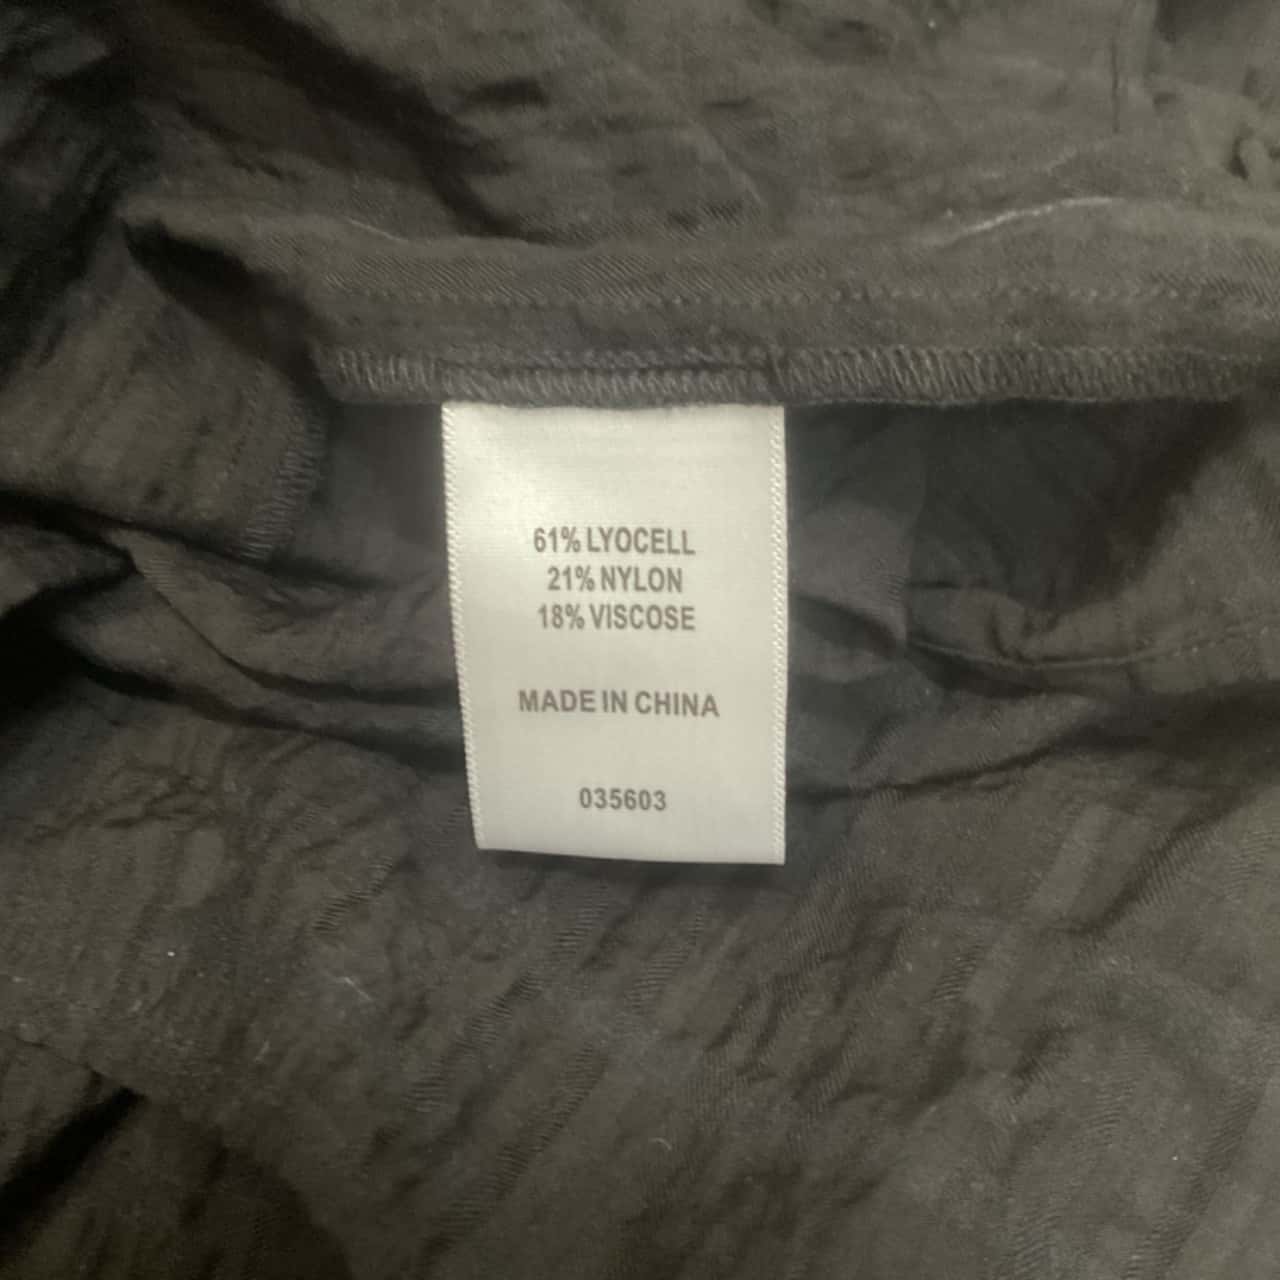 61% LYOCELL
21% NYLON
18% VISCOSE
MADE IN CHINA
035603